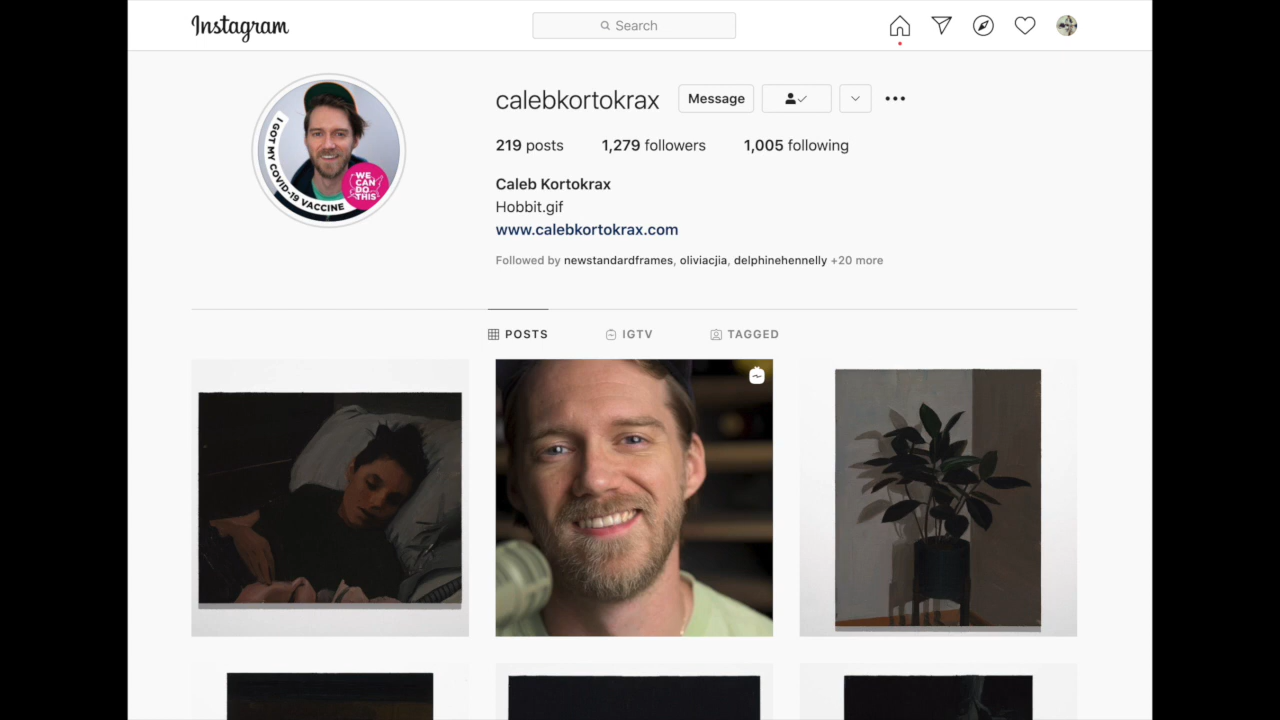 Instagram
Search
calebkortokrax
Message
219 posts 1,279 followers 1,005 following
Caleb Kortokrax
Hobbit.gif
www.calebkortokrax.com
Followed by newstandardframes, oliviacjia, delphinehennelly +20 more
I GOT MY COVID-19 VACCINE
WE
CAN
DO
THIS
POSTS IGTV TAGGED